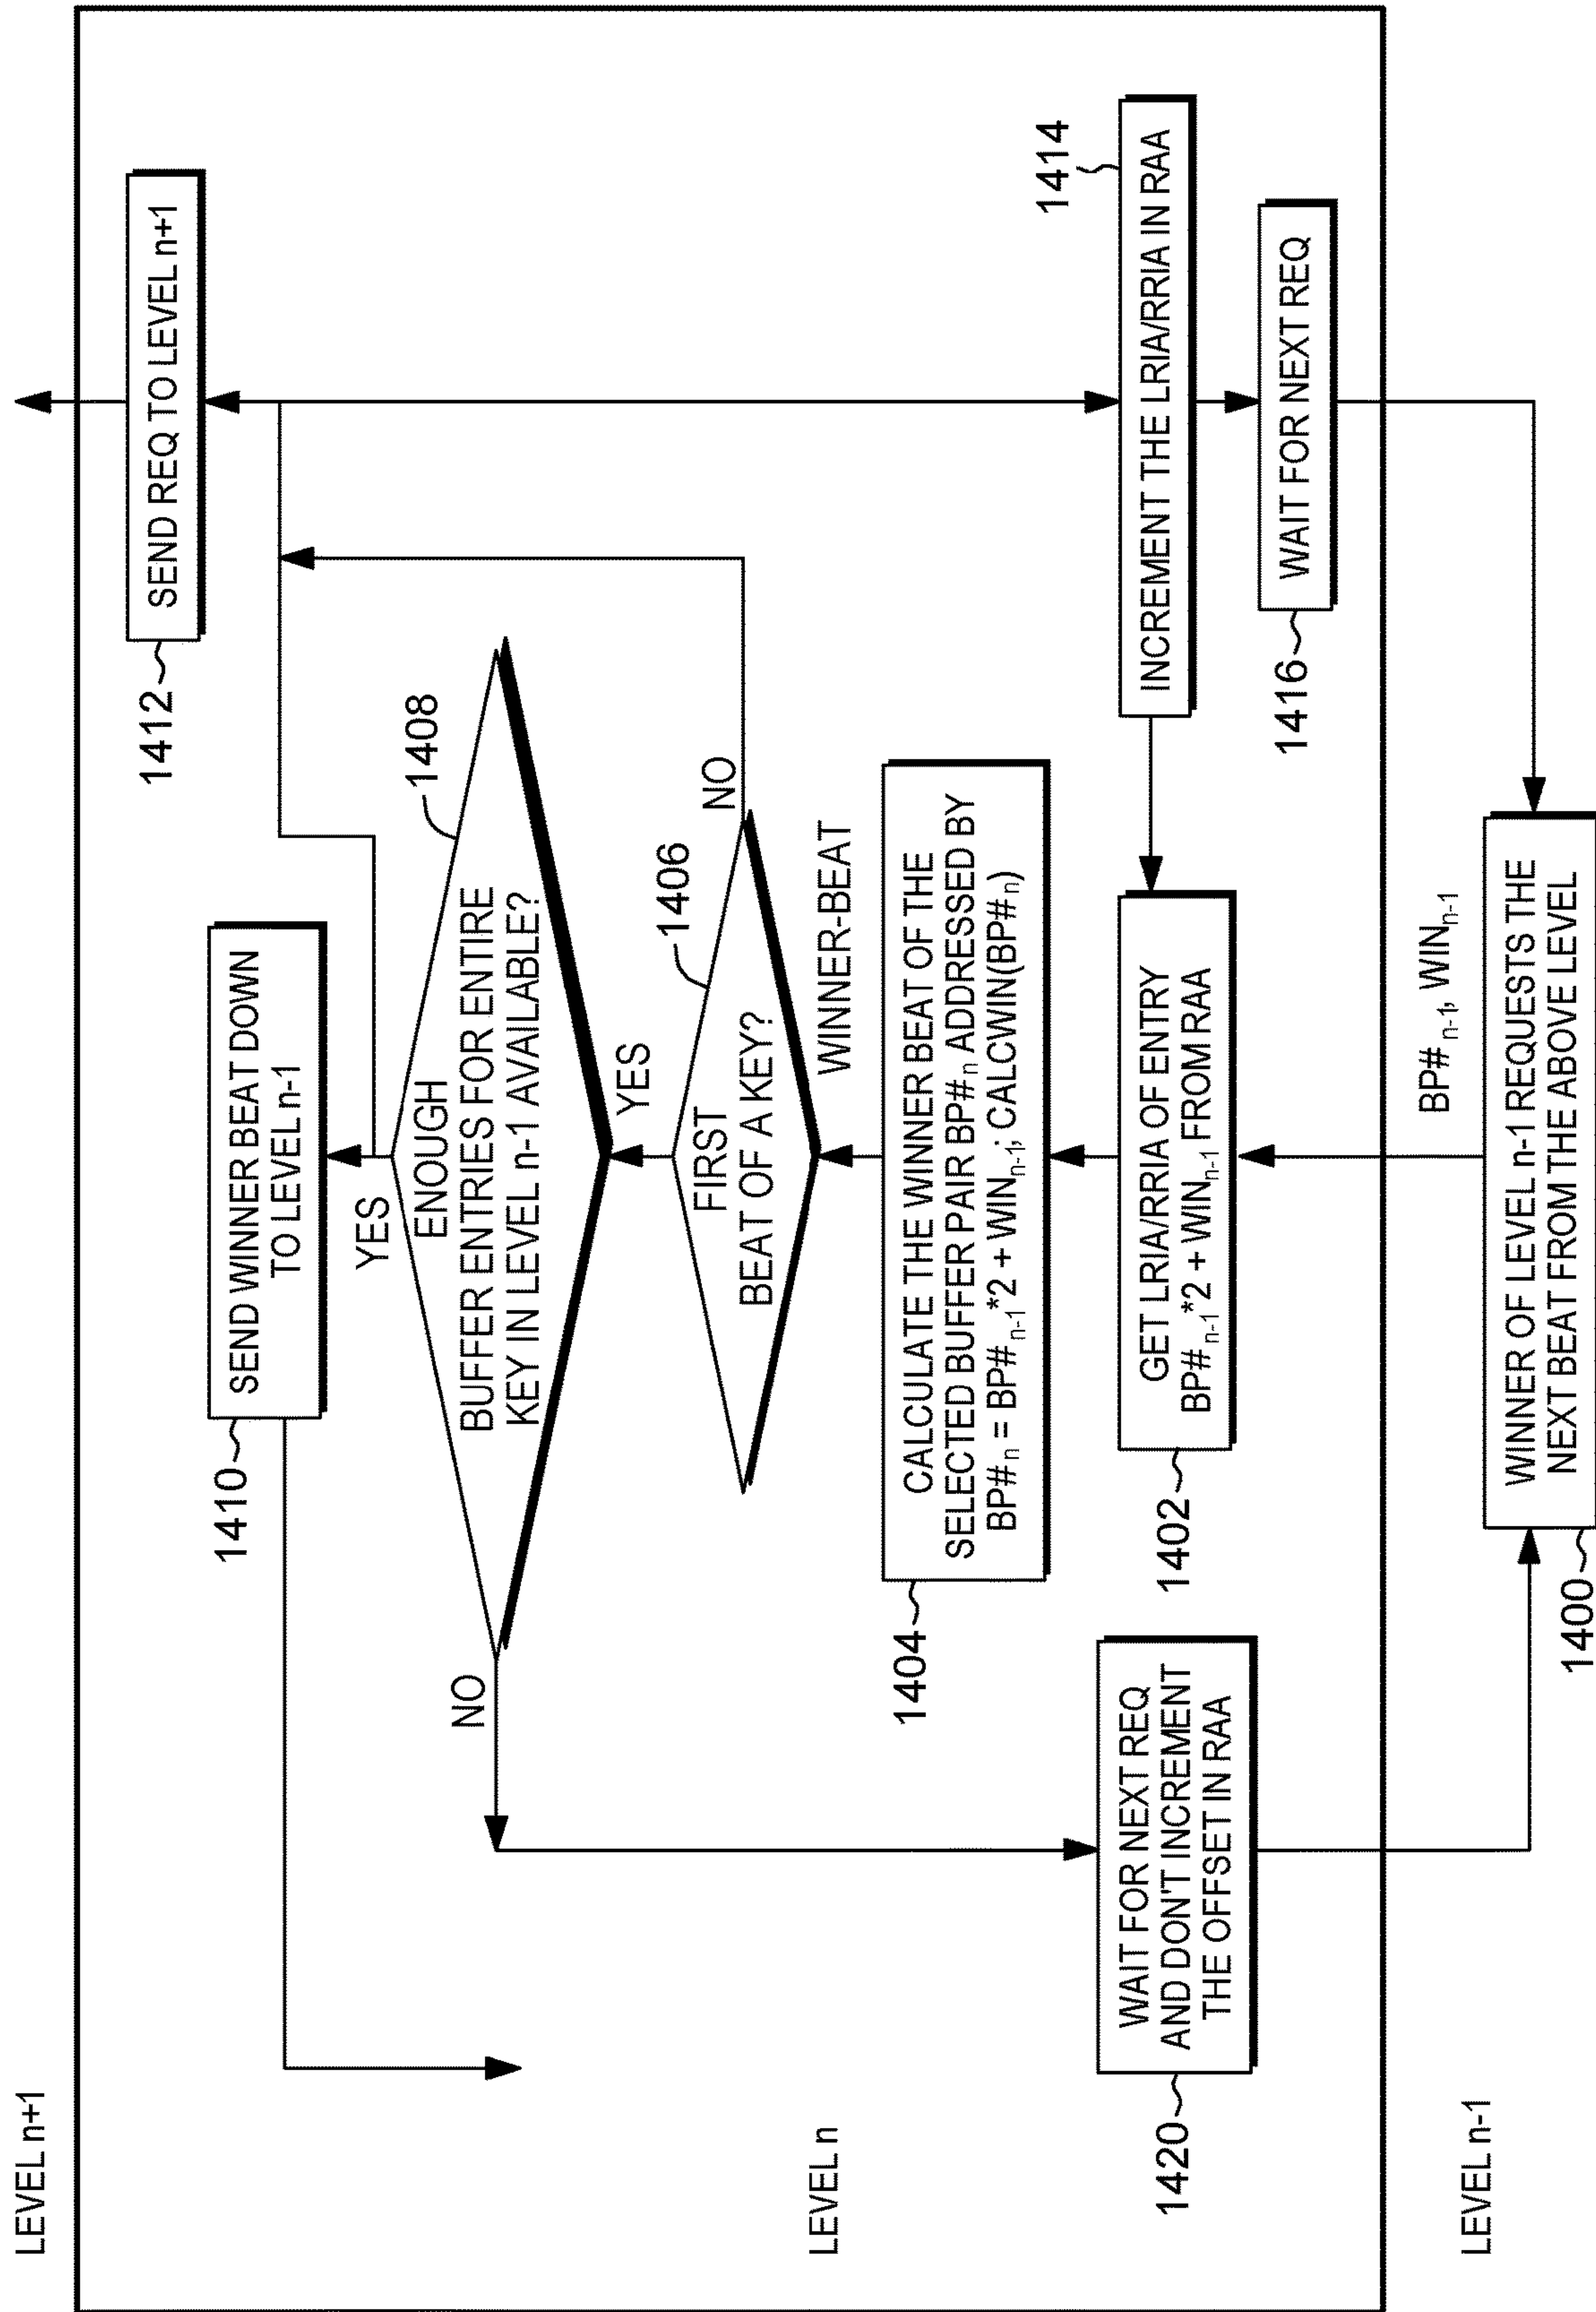 LEVEL n+1
1412
SEND REQ TO LEVEL n+1
1410
SEND WINNER BEAT DOWN
TO LEVEL n-1
YES
1408
ENOUGH
BUFFER ENTRIES FOR ENTIRE
KEY IN LEVEL n-1 AVAILABLE?
NO
YES
1406
FIRST
BEAT OF A KEY?
NO
WINNER-BEAT
LEVEL n
1404
CALCULATE THE WINNER BEAT OF THE
SELECTED BUFFER PAIR BP#n ADDRESSED BY
BP#n = BP#n-1*2 + WINn-1; CALCWIN(BP#n)
1414
INCREMENT THE LRIA/RRIA IN RAA
1402
GET LRIA/RRIA OF ENTRY
BP#n-1*2 + WINn-1 FROM RAA
1420
WAIT FOR NEXT REQ
AND DON'T INCREMENT
THE OFFSET IN RAA
1416
WAIT FOR NEXT REQ
BP# n-1, WINn-1
LEVEL n-1
1400
WINNER OF LEVEL n-1 REQUESTS THE
NEXT BEAT FROM THE ABOVE LEVEL